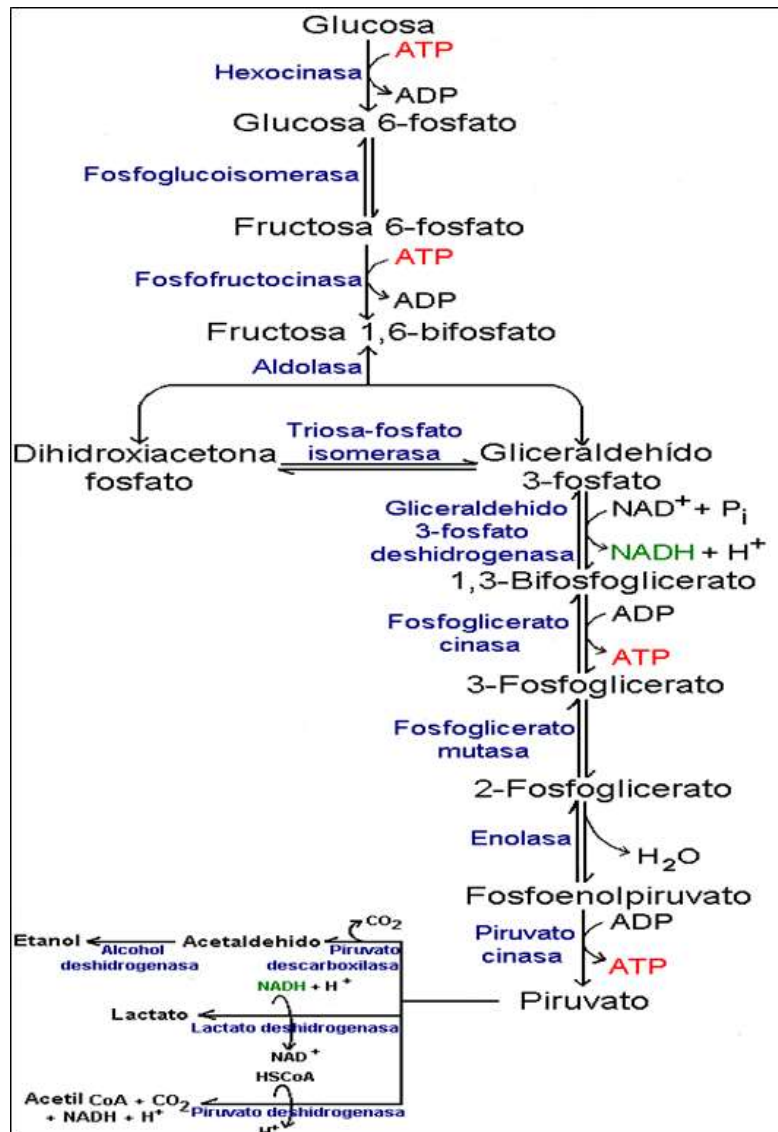 Glucosa
ATP
Hexocinasa
ADP
Glucosa 6-fosfato
Fosfoglucoisomerasa
Fructosa 6-fosfato
ATP
Fosfofructocinasa
ADP
Fructosa 1,6-bifosfato
Aldolasa
Triosa-fosfato
isomerasa
Dihidroxiacetona
fosfato
Gliceraldehído
3-fosfato
Gliceraldehido
3-fosfato
deshidrogenasa
NAD+ + Pi
NADH + H+
1,3-Bifosfoglicerato
ADP
Fosfoglicerato
cinasa
ATP
3-Fosfoglicerato
Fosfoglicerato
mutasa
2-Fosfoglicerato
Enolasa
H2O
Fosfoenolpiruvato
ADP
Piruvato
cinasa
ATP
Piruvato
CO2
Etanol
Alcohol
deshidrogenasa
Acetaldehido
Piruvato
descarboxilasa
NADH + H+
Lactato
Lactato deshidrogenasa
NAD+
HSCoA
Acetil CoA + CO2
+ NADH + H+
Piruvato deshidrogenasa
H+